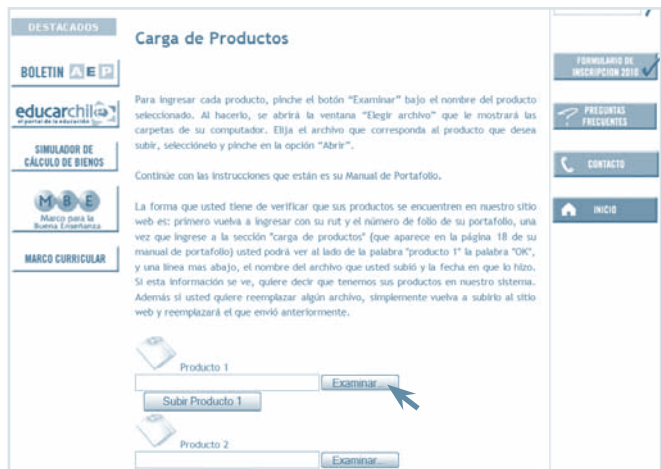 DESTACADOS
BOLETIN AEP
educarchile
el portal de la educación
SIMULADOR DE
CÁLCULO DE BIENOS
MBE
Marco para la
Buena Enseñanza
MARCO CURRICULAR
Carga de Productos
Para ingresar cada producto, pinche el botón “Examinar” bajo el nombre del producto
seleccionado. Al hacerlo, se abrirá la ventana “Elegir archivo” que le mostrará las
carpetas de su computador. Elija el archivo que corresponda al producto que desea
subir, selecciónelo y pinche en la opción “Abrir”.
Continúe con las instrucciones que están es su Manual de Portafolio.
La forma que usted tiene de verificar que sus productos se encuentren en nuestro sitio
web es: primero vuelva a ingresar con su rut y el número de folio de su portafolio, una
vez que ingrese a la sección "carga de productos" (que aparece en la página 18 de su
manual de portafolio) usted podrá ver al lado de la palabra "producto 1" la palabra "OK",
y una línea mas abajo, el nombre del archivo que usted subió y la fecha en que lo hizo.
Si esta información se ve, quiere decir que tenemos sus productos en nuestro sistema.
Además si usted quiere reemplazar algún archivo, simplemente vuelva a subirlo al sitio
web y reemplazará el que envió anteriormente.
Producto 1
Examinar...
Subir Producto 1
Producto 2
Examinar...
FORMULARIO DE
INSCRIPCION 2010
PREGUNTAS
FRECUENTES
CONTACTO
INICIO